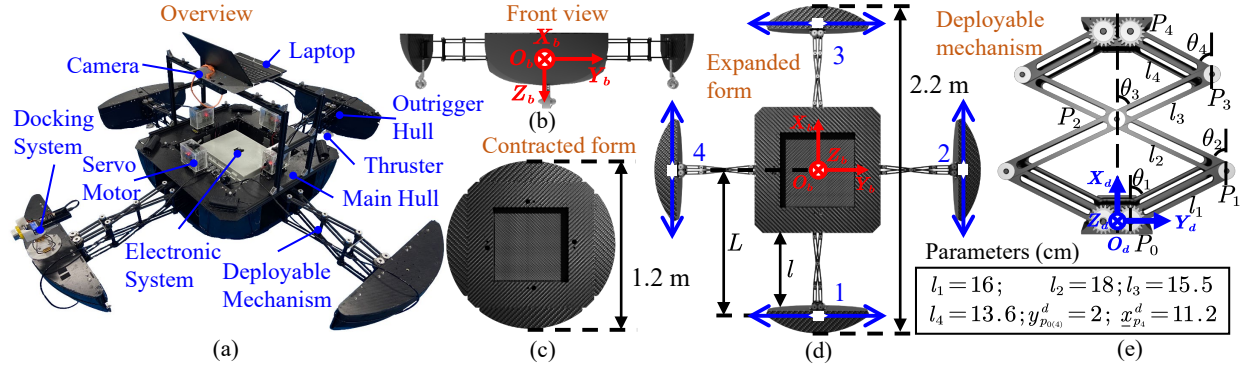 Overview
Laptop
Camera
Outrigger
Hull
Docking
System
Thruster
Servo
Motor
Main Hull
Electronic
System
Deployable
Mechanism
(a)
Front view
X_b
O_b
Y_b
Z_b
(b)
Contracted form
1.2 m
(c)
Expanded
form
3
2.2 m
X_b
4
Z_b
2
O_b
Y_b
L
l
1
(d)
Deployable
mechanism
P_4
θ_4
l_4
P_3
θ_3
P_2
l_3
l_2
θ_2
P_1
X_d
θ_1
l_1
Z_d
Y_d
O_d
P_0
Parameters (cm)
l_1=16; l_2=18; l_3=15.5
l_4=13.6; y^d_{p_{0(4)}}=2; \underline{x}^d_{p_4}=11.2
(e)